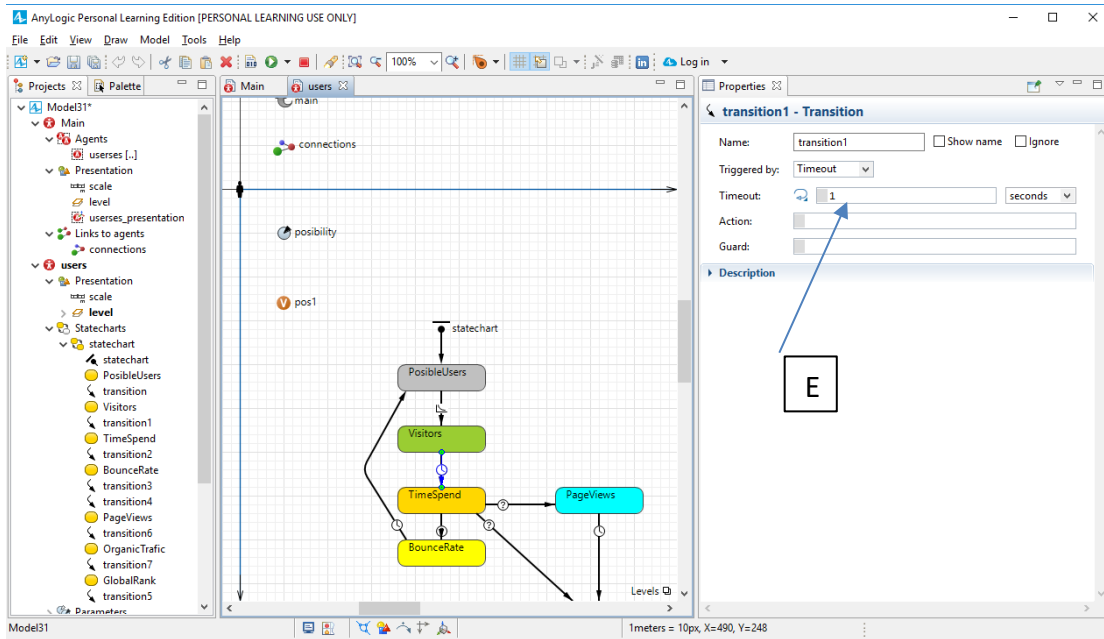 AnyLogic Personal Learning Edition [PERSONAL LEARNING USE ONLY]
File Edit View Draw Model Tools Help
100%
Log in
Projects
Palette
Model31*
Main
Agents
userses [..]
Presentation
scale
level
userses_presentation
Links to agents
connections
users
Presentation
scale
level
Statecharts
statechart
statechart
PosibleUsers
transition
Visitors
transition1
TimeSpend
transition2
BounceRate
transition3
transition4
PageViews
transition6
OrganicTrafic
transition7
GlobalRank
transition5
Parameters
Main
users
main
connections
posibility
V pos1
statechart
PosibleUsers
Visitors
TimeSpend
? PageViews
?
BounceRate
Levels
Properties
transition1 - Transition
Name: transition1 Show name Ignore
Triggered by: Timeout
Timeout: 1 seconds
Action:
Guard:
Description
E
Model31
1meters = 10px, X=490, Y=248